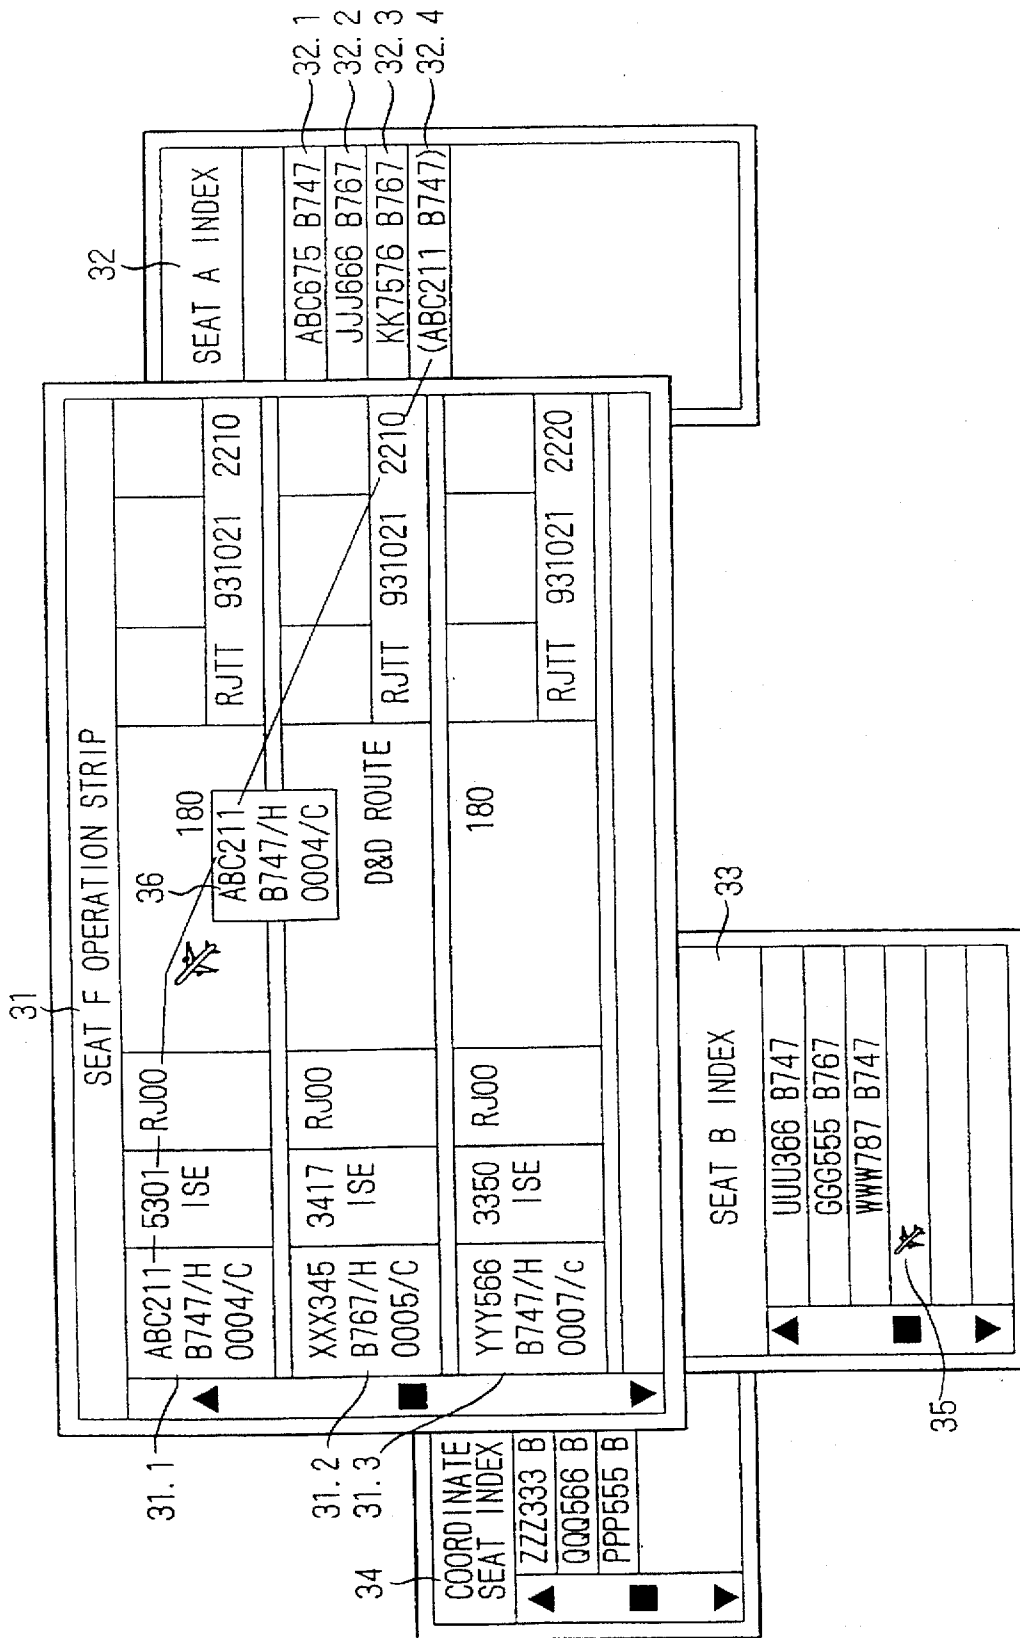 31
SEAT F OPERATION STRIP
31.1
ABC211
B747/H
0004/C
5301
ISE
RJ00
180
36
ABC211
B747/H
0004/C
RJTT 931021 2210
31.2
XXX345
B767/H
0005/C
3417
ISE
RJ00
D&D ROUTE
RJTT 931021 2210
31.3
YYY566
B747/H
0007/c
3350
ISE
RJ00
180
RJTT 931021 2220
32
SEAT A INDEX
ABC675 B747
32.1
JJJ666 B767
32.2
KK7576 B767
32.3
(ABC211 B747)
32.4
34
COORDINATE
SEAT INDEX
ZZZ333 B
QQQ566 B
PPP555 B
33
SEAT B INDEX
UUU366 B747
GGG555 B767
WWW787 B747
35